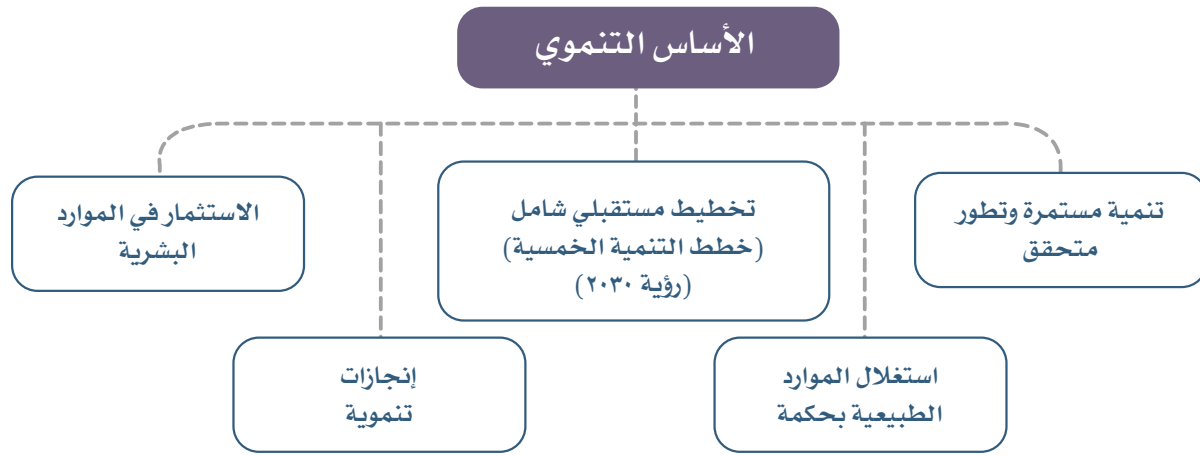 الأساس التنموي
تنمية مستمرة وتطور
متحقق
استغلال الموارد
الطبيعية بحكمة
تخطيط مستقبلي شامل
(خطط التنمية الخمسية)
(رؤية ٢٠٣٠)
إنجازات
تنموية
الاستثمار في الموارد
البشرية